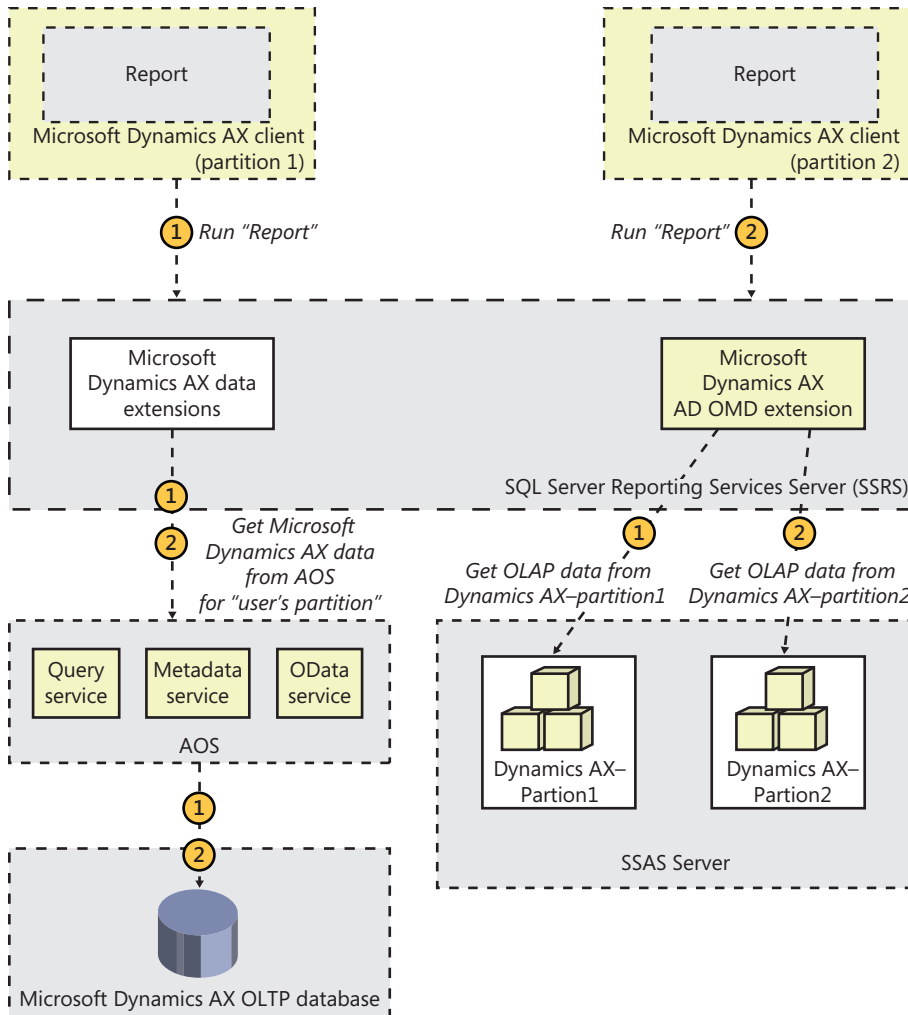 Report
Microsoft Dynamics AX client
(partition 1)
Report
Microsoft Dynamics AX client
(partition 2)
1
Run “Report”
Run “Report”
2
Microsoft
Dynamics AX data
extensions
Microsoft
Dynamics AX
AD OMD extension
SQL Server Reporting Services Server (SSRS)
1
2
Get Microsoft
Dynamics AX data
from AOS
for “user’s partition”
1
Get OLAP data from
Dynamics AX–partition1
2
Get OLAP data from
Dynamics AX–partition2
Query
service
Metadata
service
OData
service
AOS
Dynamics AX–
Partion1
Dynamics AX–
Partion2
SSAS Server
1
2
Microsoft Dynamics AX OLTP database